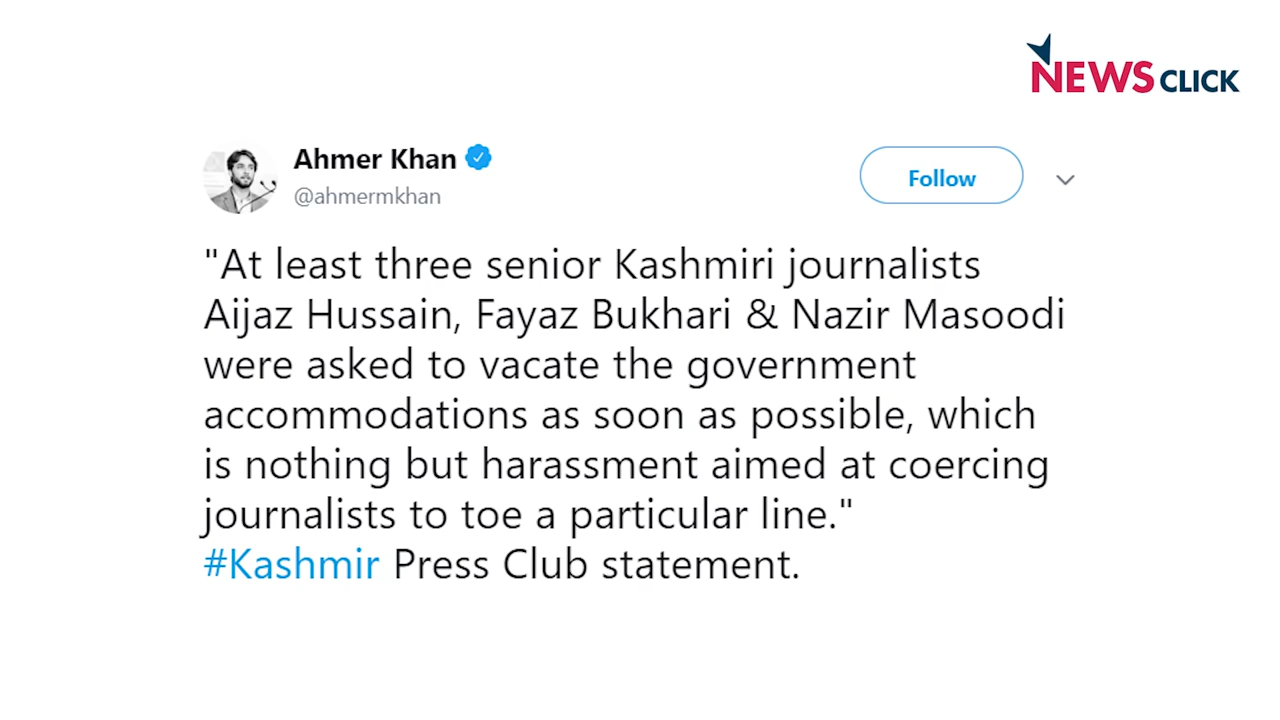 NEWSCLICK
Ahmer Khan
Follow
@ahmermkhan
"At least three senior Kashmiri journalists
Aijaz Hussain, Fayaz Bukhari & Nazir Masoodi
were asked to vacate the government
accommodations as soon as possible, which
is nothing but harassment aimed at coercing
journalists to toe a particular line."
#Kashmir Press Club statement.